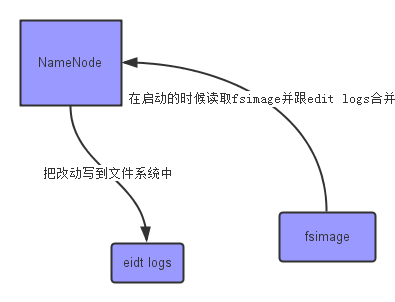 NameNode
在启动的时候读取fsimage并跟edit logs合并
把改动写到文件系统中
fsimage
eidt logs